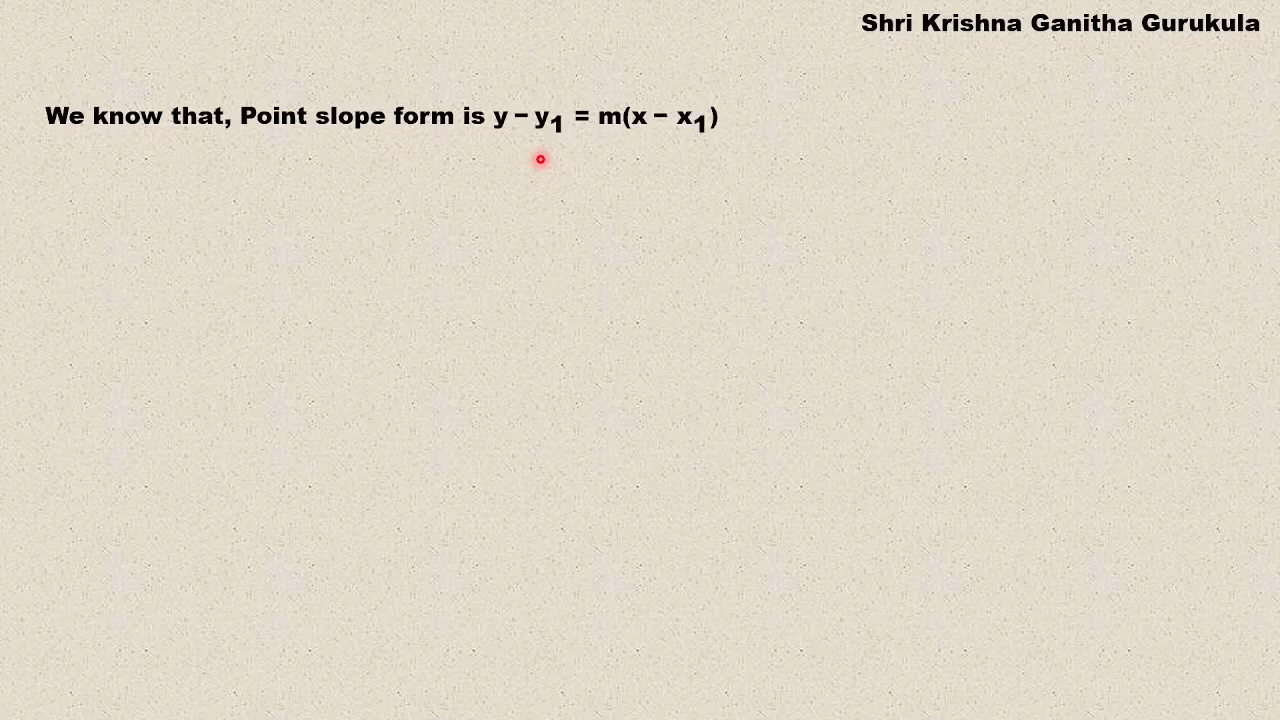 Shri Krishna Ganitha Gurukula
We know that, Point slope form is y − y₁ = m(x − x₁)